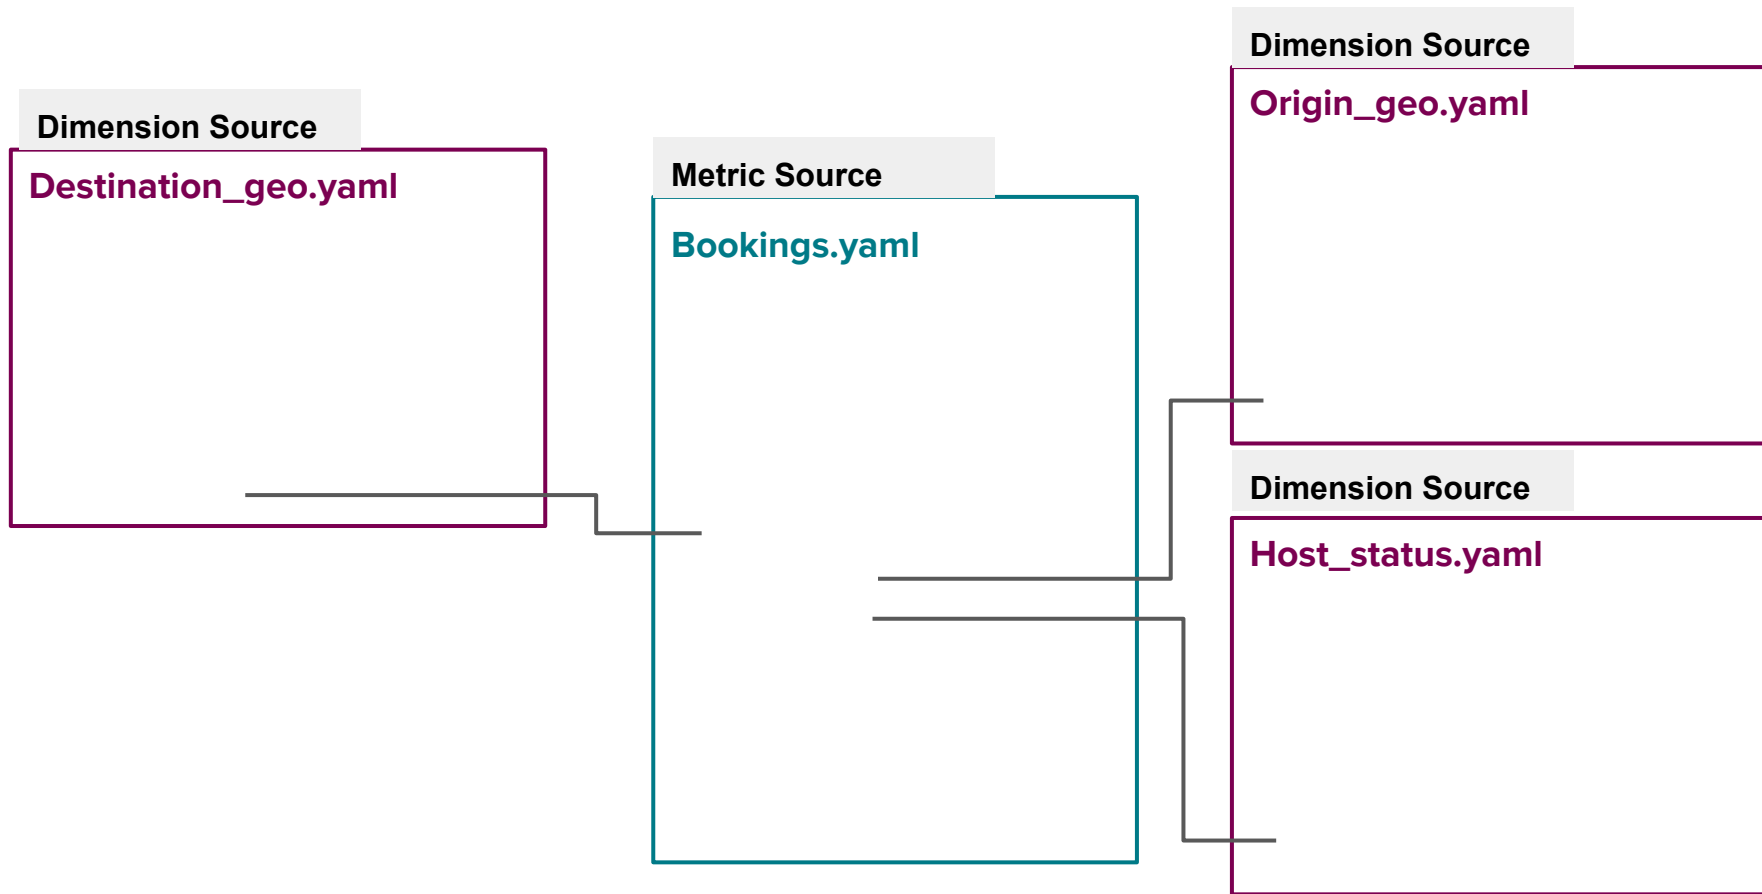 Dimension Source
Destination_geo.yaml
Metric Source
Bookings.yaml
Dimension Source
Origin_geo.yaml
Dimension Source
Host_status.yaml